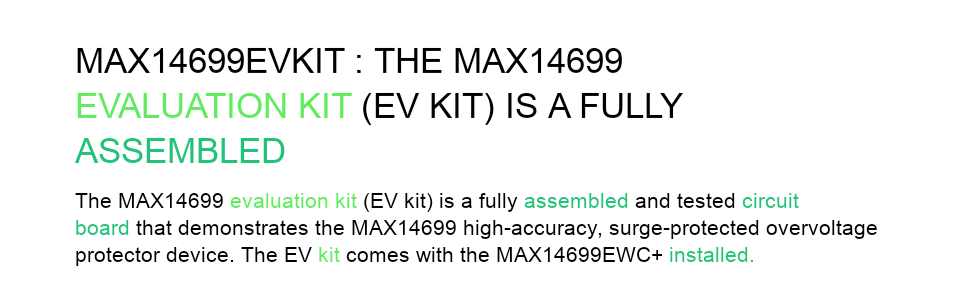 MAX14699EVKIT : THE MAX14699
EVALUATION KIT (EV KIT) IS A FULLY
ASSEMBLED
The MAX14699 evaluation kit (EV kit) is a fully assembled and tested circuit
board that demonstrates the MAX14699 high-accuracy, surge-protected overvoltage
protector device. The EV kit comes with the MAX14699EWC+ installed.